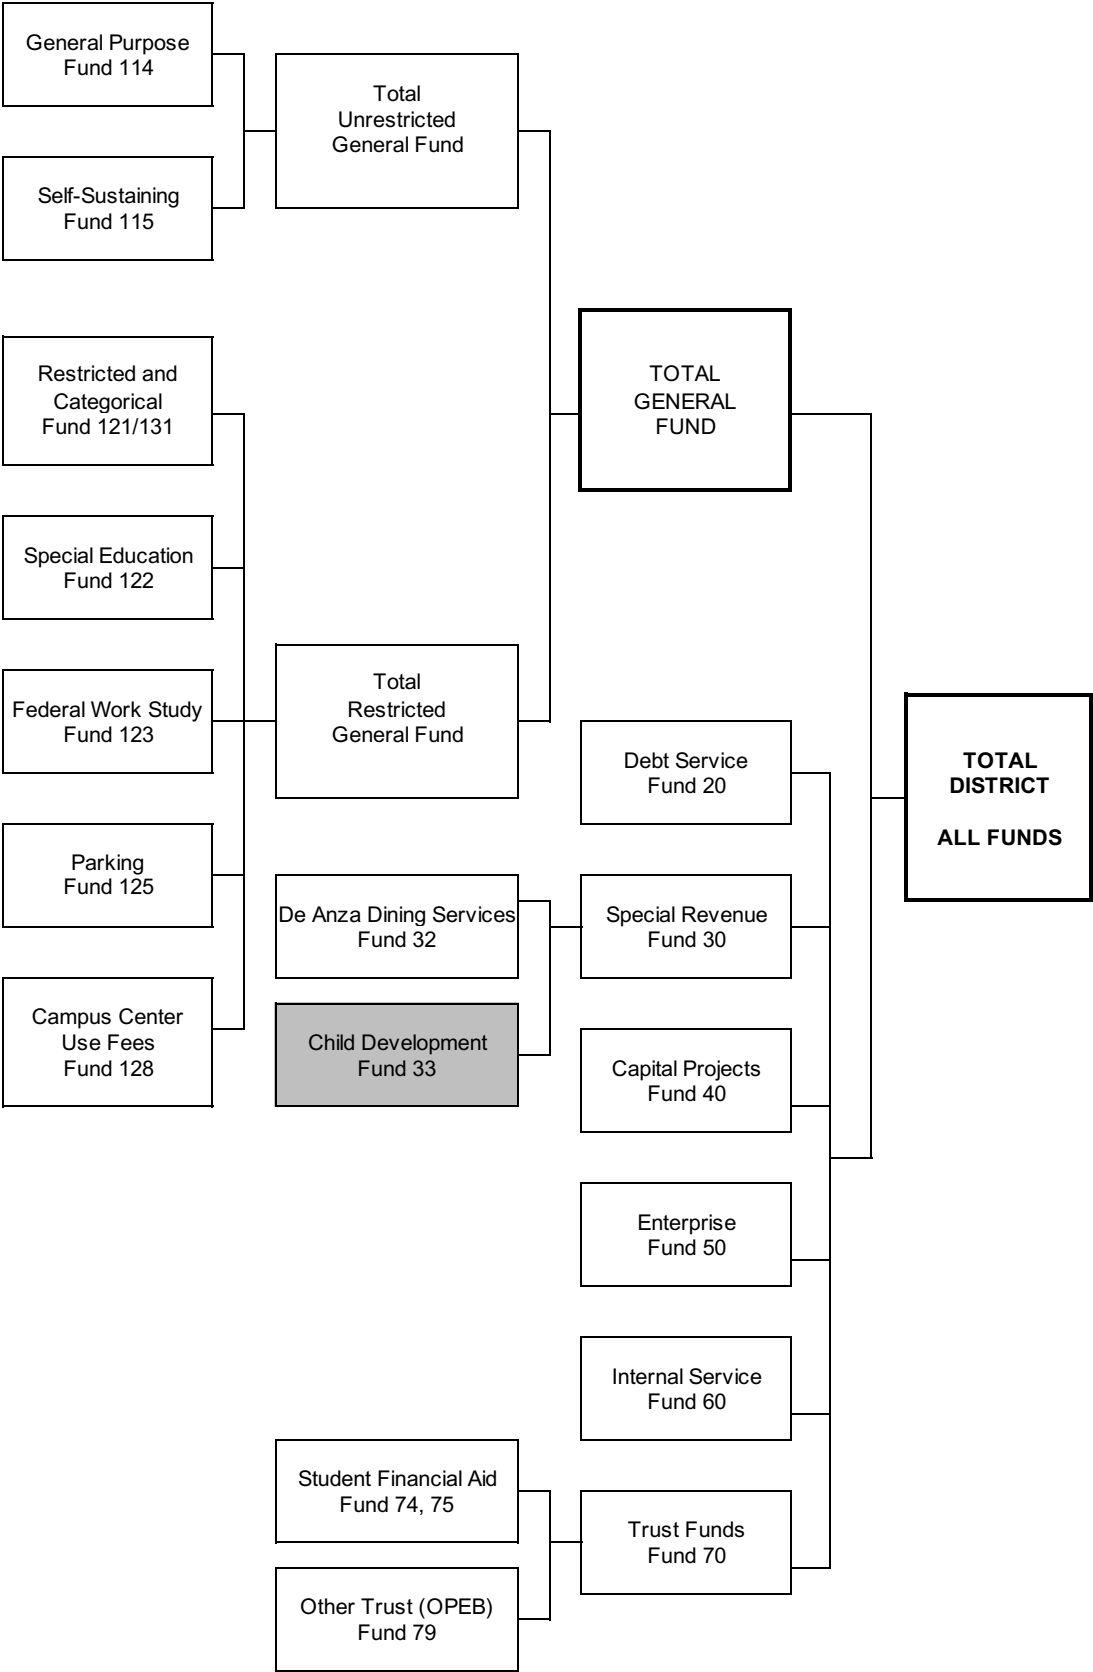 General Purpose
Fund 114
Self-Sustaining
Fund 115
Total
Unrestricted
General Fund
Restricted and
Categorical
Fund 121/131
Special Education
Fund 122
Federal Work Study
Fund 123
Parking
Fund 125
Campus Center
Use Fees
Fund 128
Total
Restricted
General Fund
TOTAL
GENERAL
FUND
De Anza Dining Services
Fund 32
Child Development
Fund 33
Debt Service
Fund 20
Special Revenue
Fund 30
Capital Projects
Fund 40
Enterprise
Fund 50
Internal Service
Fund 60
Student Financial Aid
Fund 74, 75
Other Trust (OPEB)
Fund 79
Trust Funds
Fund 70
TOTAL
DISTRICT
ALL FUNDS